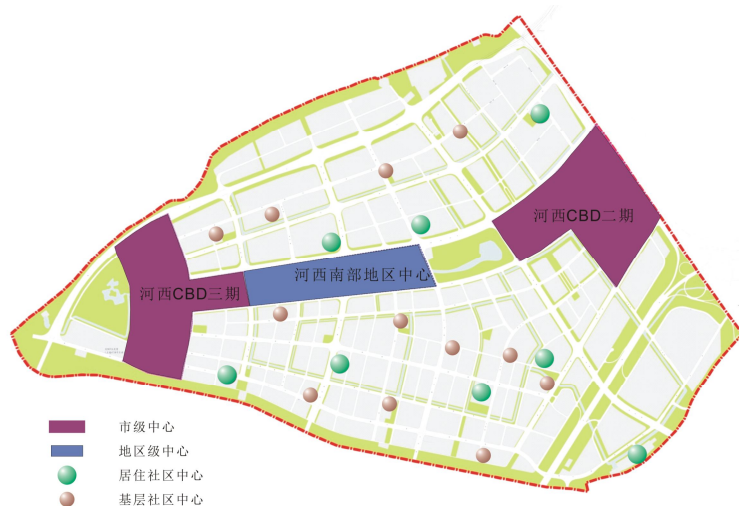 河西CBD二期
河西南部地区中心
河西CBD三期
市级中心
地区级中心
居住社区中心
基层社区中心